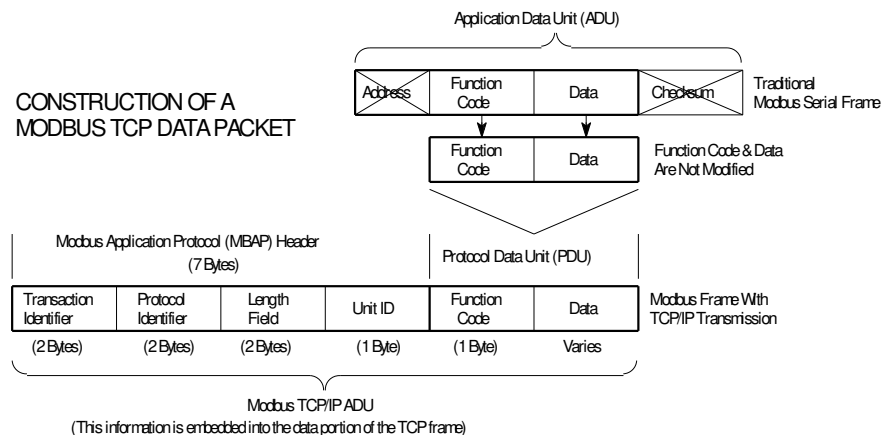 Application Data Unit (ADU)
CONSTRUCTION OF A
MODBUS TCP DATA PACKET
Address
Function
Code
Data
Checksum
Traditional
Modbus Serial Frame
Function
Code
Data
Function Code & Data
Are Not Modified
Modbus Application Protocol (MBAP) Header
(7 Bytes)
Protocol Data Unit (PDU)
Transaction
Identifier
Protocol
Identifier
Length
Field
Unit ID
Function
Code
Data
Modbus Frame With
TCP/IP Transmission
(2 Bytes)
(2 Bytes)
(2 Bytes)
(1 Byte)
(1 Byte)
Varies
Modbus TCP/IP ADU
(This information is embedded into the data portion of the TCP frame)